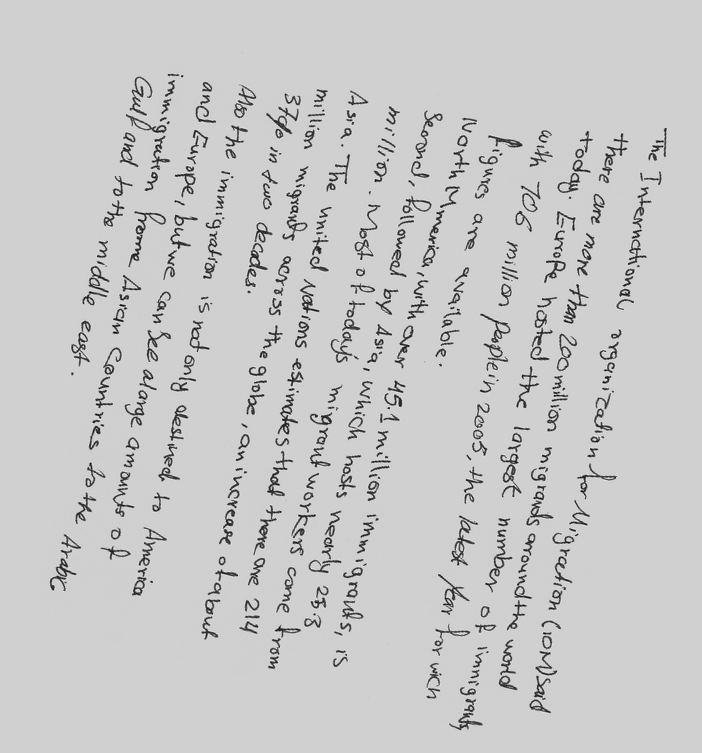 The International organization for Migraction (IOM) said
there are more than 200 million migrands around the world
today. Europe hosted the largest number of immigrants,
with 706 million People in 2005, the latest year for wich
figures are available.
North America, with over 45.1 million immigrants, is
Second, followed by Asia, which hosts nearly 25.3
million. Most of today's migrant workers come from
Asia. The united Nations estimates that there are 214
million migrants across the globe, an increase of about
37% in two decades.
Also the immigration is not only destined to America
and Europe, but we can see a large amounts of
immigration frome Asian countries to the Arabic
Gulf and to the middle east.